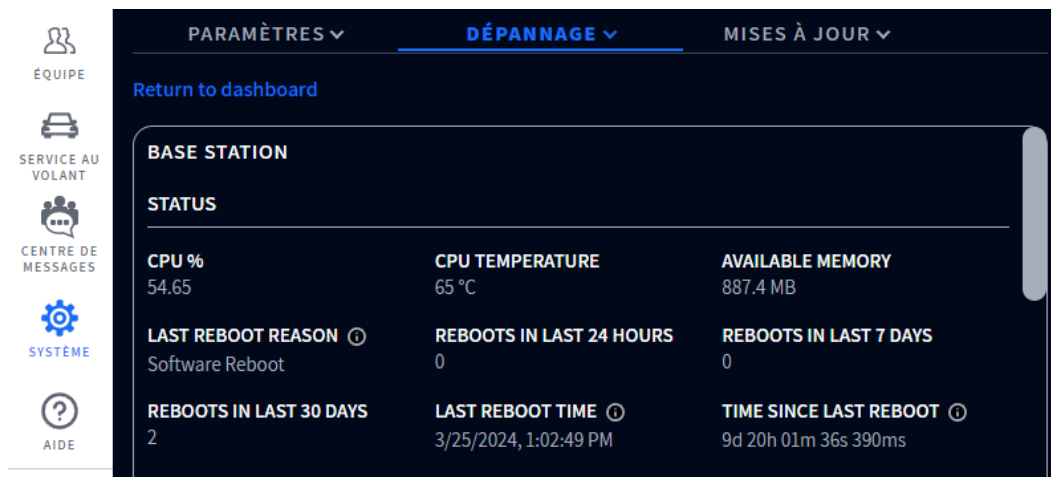 ÉQUIPE
SERVICE AU
VOLANT
CENTRE DE
MESSAGES
SYSTÈME
AIDE
PARAMÈTRES
DÉPANNAGE
MISES À JOUR
Return to dashboard
BASE STATION
STATUS
CPU %
CPU TEMPERATURE
AVAILABLE MEMORY
54.65
65 °C
887.4 MB
LAST REBOOT REASON
REBOOTS IN LAST 24 HOURS
REBOOTS IN LAST 7 DAYS
Software Reboot
0
0
REBOOTS IN LAST 30 DAYS
LAST REBOOT TIME
TIME SINCE LAST REBOOT
2
3/25/2024, 1:02:49 PM
9d 20h 01m 36s 390ms